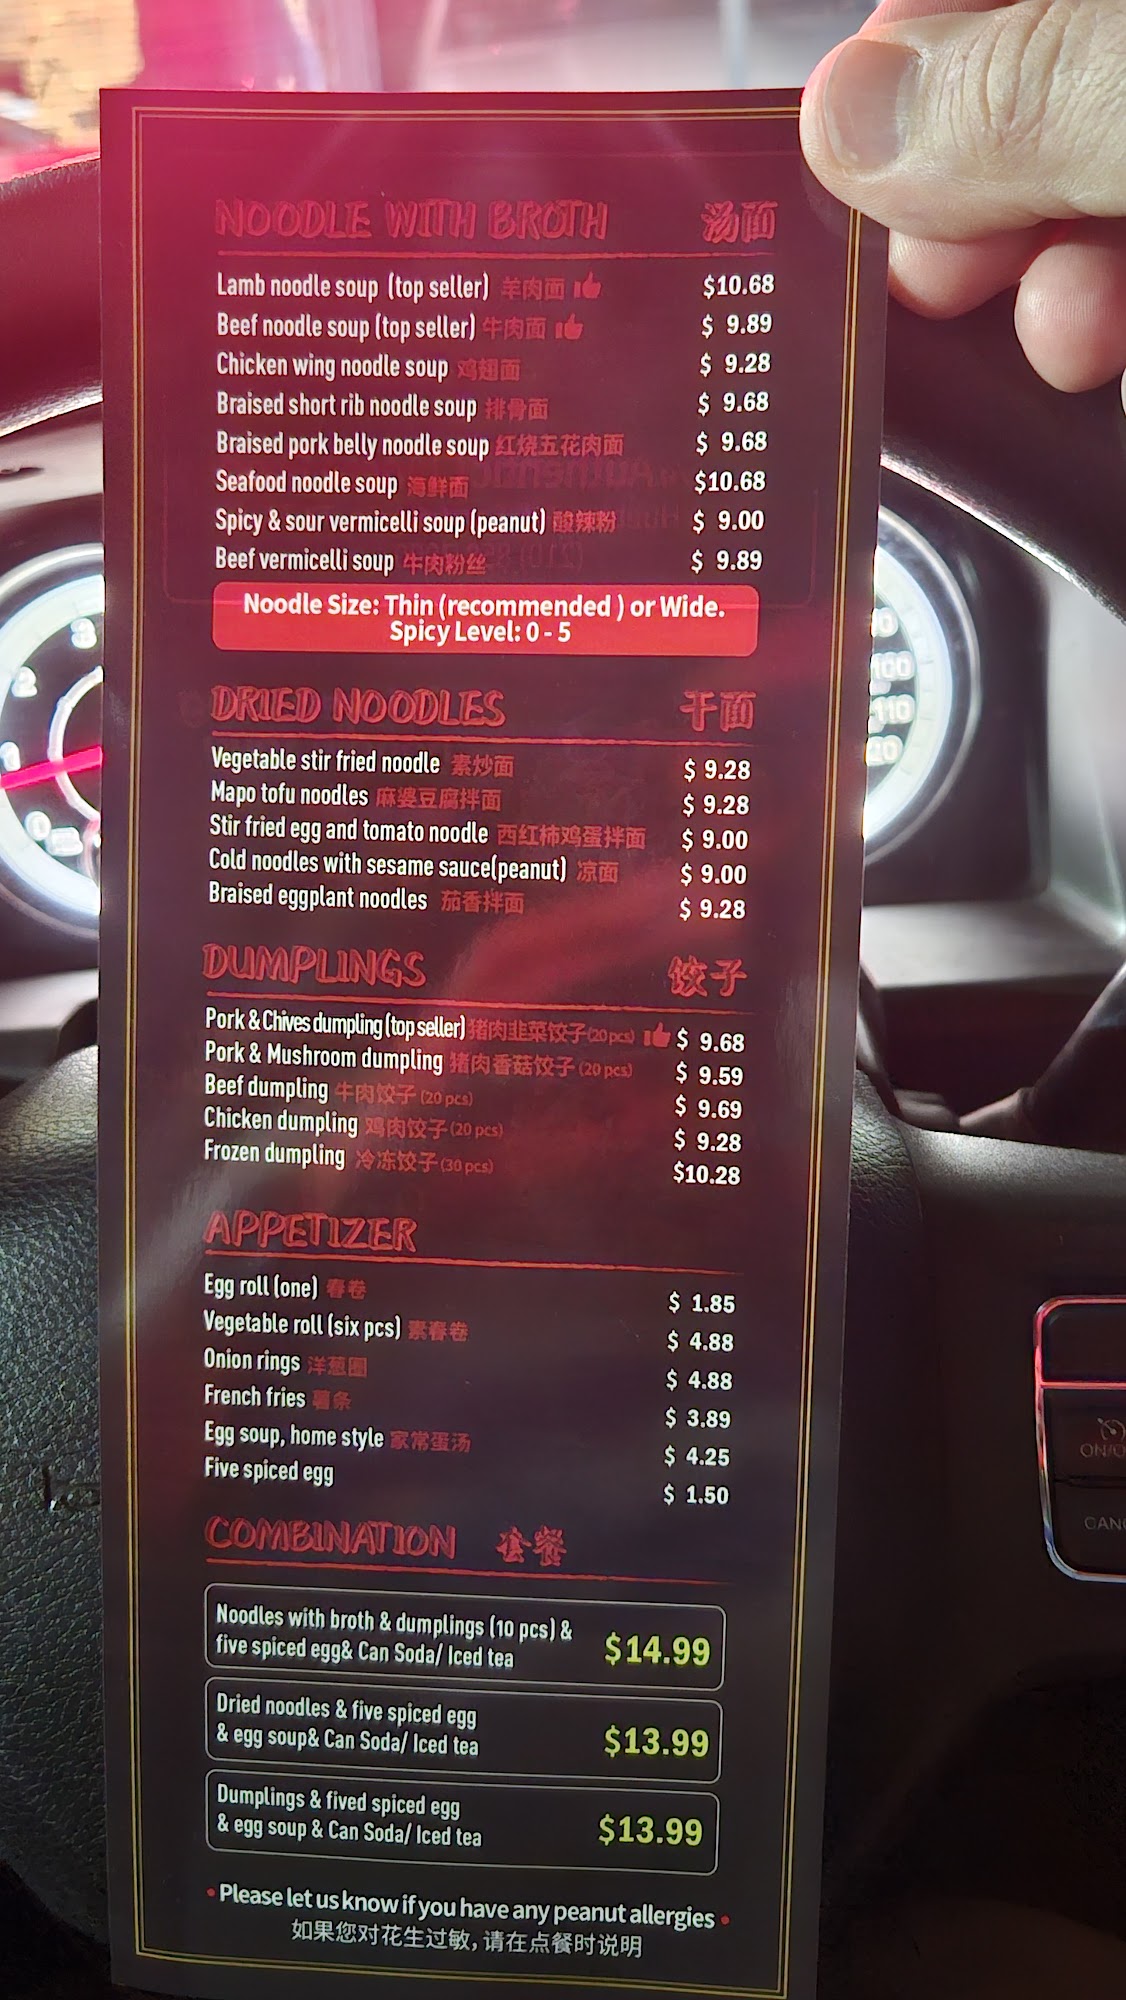 NOODLE WITH BROTH 汤面
Lamb noodle soup (top seller) 羊肉面 $10.68
Beef noodle soup (top seller) 牛肉面 $ 9.89
Chicken wing noodle soup 鸡翅面 $ 9.28
Braised short rib noodle soup 排骨面 $ 9.68
Braised pork belly noodle soup 红烧五花肉面 $ 9.68
Seafood noodle soup 海鲜面 $10.68
Spicy & sour vermicelli soup (peanut) 酸辣粉 $ 9.00
Beef vermicelli soup 牛肉粉丝 $ 9.89
Noodle Size: Thin (recommended ) or Wide.
Spicy Level: 0 - 5
DRIED NOODLES 干面
Vegetable stir fried noodle 素炒面 $ 9.28
Mapo tofu noodles 麻婆豆腐拌面 $ 9.28
Stir fried egg and tomato noodle 西红柿鸡蛋拌面 $ 9.00
Cold noodles with sesame sauce(peanut) 凉面 $ 9.00
Braised eggplant noodles 茄香拌面 $ 9.28
DUMPLINGS 饺子
Pork & Chives dumpling (top seller) 猪肉韭菜饺子(20 pcs) $ 9.68
Pork & Mushroom dumpling 猪肉香菇饺子 (20 pcs) $ 9.59
Beef dumpling 牛肉饺子 (20 pcs) $ 9.69
Chicken dumpling 鸡肉饺子 (20 pcs) $ 9.28
Frozen dumpling 冷冻饺子 (30 pcs) $10.28
APPETIZER
Egg roll (one) 春卷 $ 1.85
Vegetable roll (six pcs) 素春卷 $ 4.88
Onion rings 洋葱圈 $ 4.88
French fries 薯条 $ 3.89
Egg soup, home style 家常蛋汤 $ 4.25
Five spiced egg $ 1.50
COMBINATION 套餐
Noodles with broth & dumplings (10 pcs) &
five spiced egg& Can Soda/ Iced tea $14.99
Dried noodles & five spiced egg
& egg soup& Can Soda/ Iced tea $13.99
Dumplings & fived spiced egg
& egg soup & Can Soda/ Iced tea $13.99
• Please let us know if you have any peanut allergies •
如果您对花生过敏, 请在点餐时说明